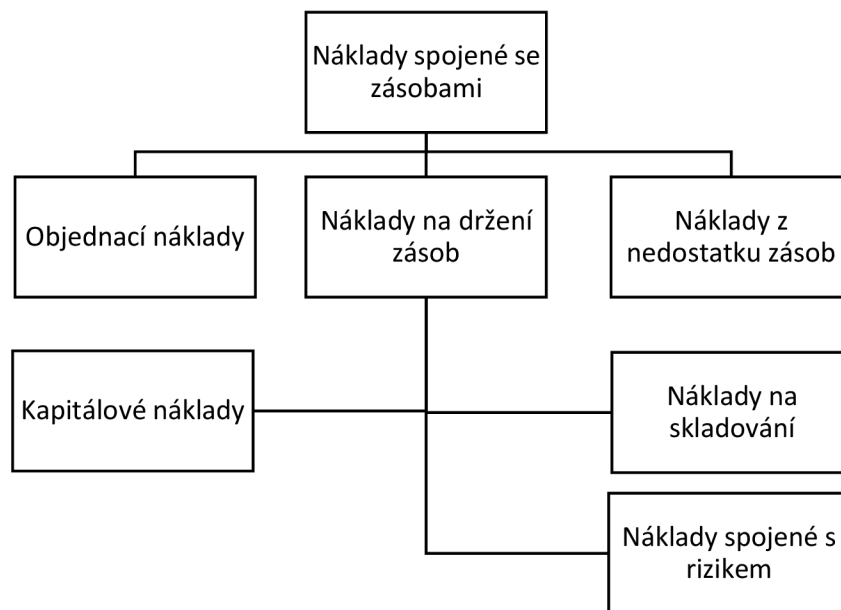 Náklady spojené se
zásobami
Objednací náklady
Náklady na držení
zásob
Náklady z
nedostatku zásob
Kapitálové náklady
Náklady na
skladování
Náklady spojené s
rizikem